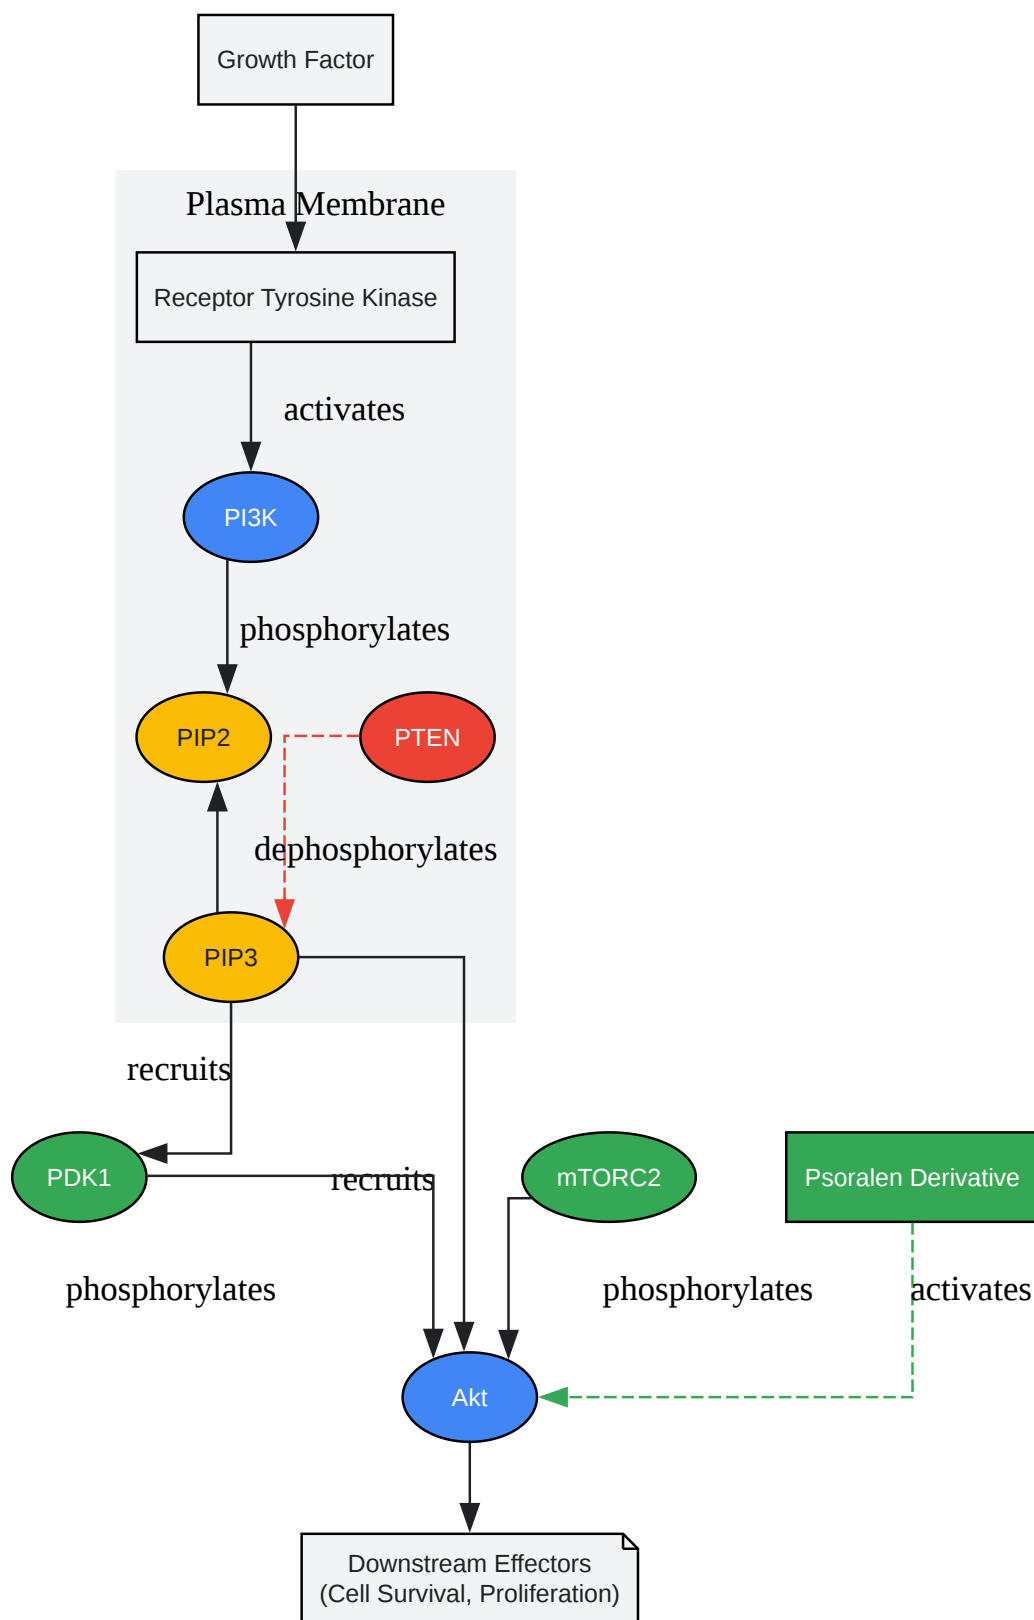 Growth Factor
Plasma Membrane
Receptor Tyrosine Kinase
activates
PI3K
phosphorylates
PIP2
PTEN
dephosphorylates
PIP3
recruits
PDK1
recruits
mTORC2
Psoralen Derivative
phosphorylates
phosphorylates
activates
Akt
Downstream Effectors
(Cell Survival, Proliferation)